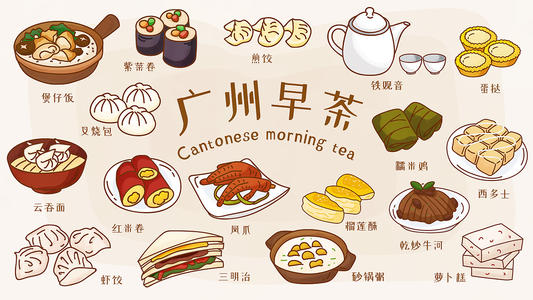 煲仔饭
紫菜卷
煎饺
铁观音
蛋挞
叉烧包
广州早茶
Cantonese morning tea
糯米鸡
西多士
云吞面
红米卷
凤爪
榴莲酥
乾炒牛河
虾饺
三明治
砂锅粥
萝卜糕